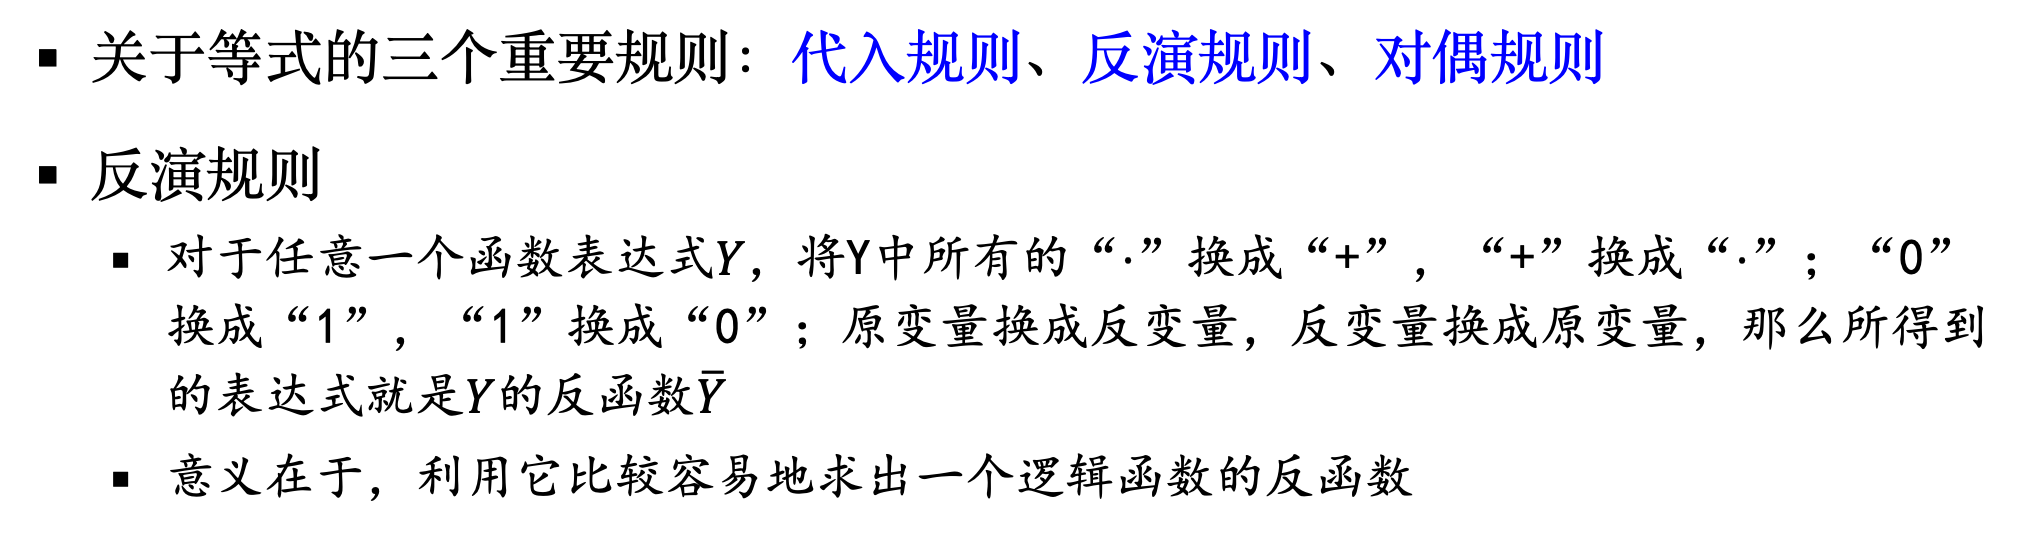 ▪ 关于等式的三个重要规则：代入规则、反演规则、对偶规则
▪ 反演规则
▪ 对于任意一个函数表达式Y，将Y中所有的“·”换成“+”，“+”换成“·”；“0”
换成“1”，“1”换成“0”；原变量换成反变量，反变量换成原变量，那么所得到
的表达式就是Y的反函数Y̅
▪ 意义在于，利用它比较容易地求出一个逻辑函数的反函数